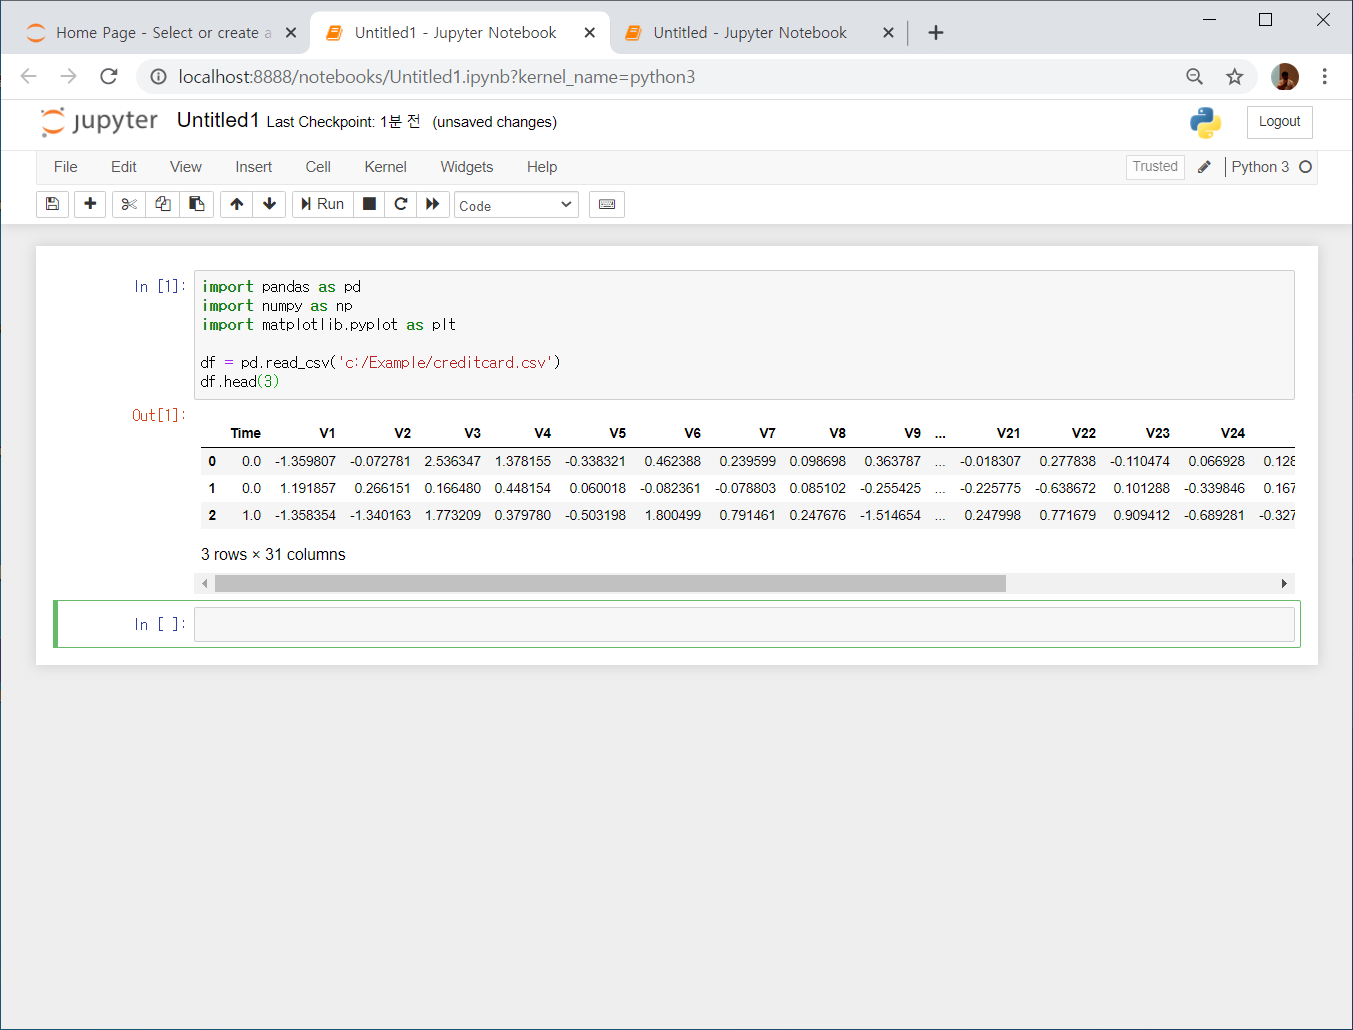 Home Page - Select or create a
Untitled1 - Jupyter Notebook
Untitled - Jupyter Notebook
localhost:8888/notebooks/Untitled1.ipynb?kernel_name=python3
jupyter Untitled1 Last Checkpoint: 1분 전 (unsaved changes)
Logout
File Edit View Insert Cell Kernel Widgets Help
Trusted Python 3
Run Code
In [1]: import pandas as pd
import numpy as np
import matplotlib.pyplot as plt
df = pd.read_csv('c:/Example/creditcard.csv')
df.head(3)
Out[1]:
Time V1 V2 V3 V4 V5 V6 V7 V8 V9 ... V21 V22 V23 V24
0 0.0 -1.359807 -0.072781 2.536347 1.378155 -0.338321 0.462388 0.239599 0.098698 0.363787 ... -0.018307 0.277838 -0.110474 0.066928 0.128
1 0.0 1.191857 0.266151 0.166480 0.448154 0.060018 -0.082361 -0.078803 0.085102 -0.255425 ... -0.225775 -0.638672 0.101288 -0.339846 0.167
2 1.0 -1.358354 -1.340163 1.773209 0.379780 -0.503198 1.800499 0.791461 0.247676 -1.514654 ... 0.247998 0.771679 0.909412 -0.689281 -0.327
3 rows × 31 columns
In [ ]: